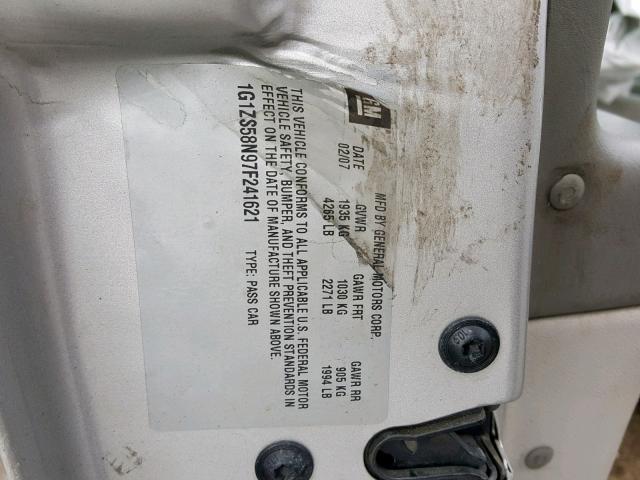 GM
MFD BY GENERAL MOTORS CORP.
DATE GVWR GAWR FRT GAWR RR
02/07 1935 KG 1030 KG 905 KG
4265 LB 2271 LB 1994 LB
THIS VEHICLE CONFORMS TO ALL APPLICABLE U.S. FEDERAL MOTOR
VEHICLE SAFETY, BUMPER, AND THEFT PREVENTION STANDARDS IN
EFFECT ON THE DATE OF MANUFACTURE SHOWN ABOVE.
1G1ZS58N97F241621 TYPE: PASS CAR